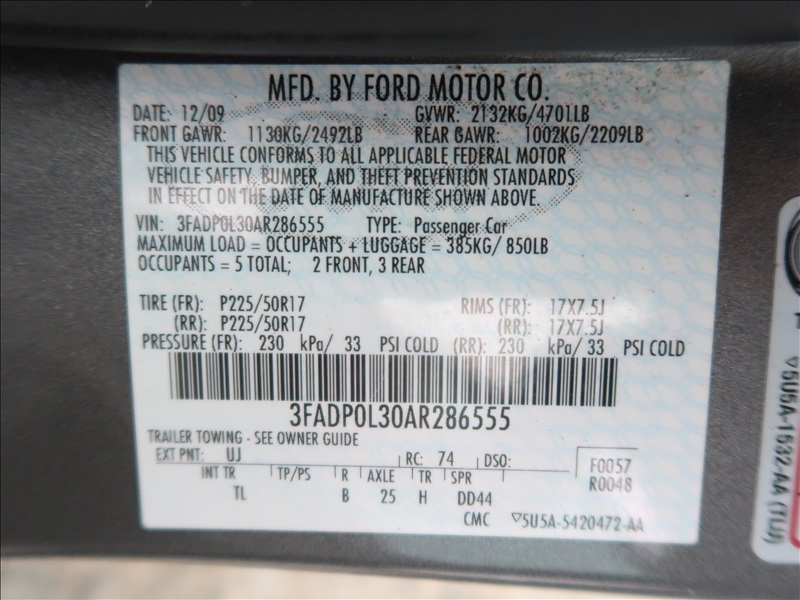 MFD. BY FORD MOTOR CO.
DATE: 12/09 GVWR: 2132KG/4701LB
FRONT GAWR: 1130KG/2492LB REAR GAWR: 1002KG/2209LB
THIS VEHICLE CONFORMS TO ALL APPLICABLE FEDERAL MOTOR
VEHICLE SAFETY, BUMPER, AND THEFT PREVENTION STANDARDS
IN EFFECT ON THE DATE OF MANUFACTURE SHOWN ABOVE.
VIN: 3FADP0L30AR286555 TYPE: Passenger Car
MAXIMUM LOAD = OCCUPANTS + LUGGAGE = 385KG/ 850LB
OCCUPANTS = 5 TOTAL; 2 FRONT, 3 REAR
TIRE (FR): P225/50R17 RIMS (FR): 17X7.5J
(RR): P225/50R17 (RR): 17X7.5J
PRESSURE (FR): 230 kPa/ 33 PSI COLD (RR): 230 kPa/ 33 PSI COLD
3FADP0L30AR286555
TRAILER TOWING - SEE OWNER GUIDE
EXT PNT: UJ RC: 74 DSO: F0057
R0048
INT TR TP/PS R AXLE TR SPR
TL B 25 H DD44
CMC ▽5U5A-5420472-AA
▽5U5A-1532-AA (TUJ)